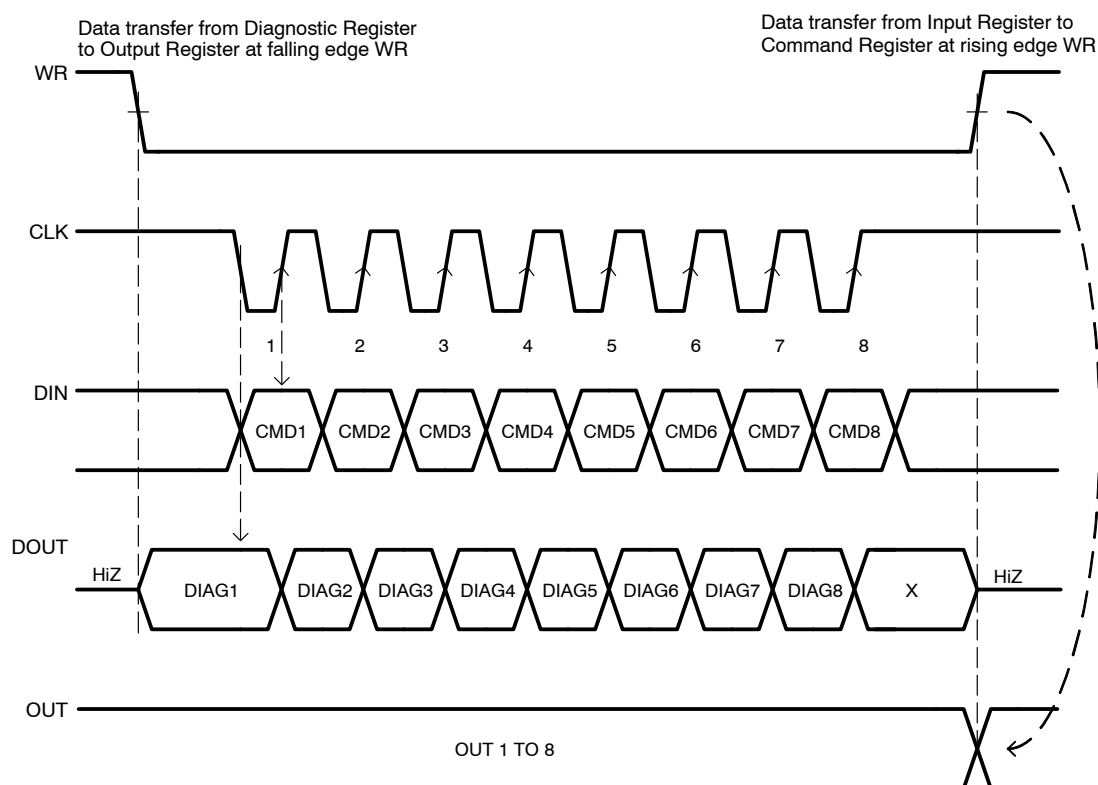 Data transfer from Diagnostic Register
to Output Register at falling edge WR
Data transfer from Input Register to
Command Register at rising edge WR
WR
CLK
1 2 3 4 5 6 7 8
DIN
CMD1 CMD2 CMD3 CMD4 CMD5 CMD6 CMD7 CMD8
DOUT
HiZ DIAG1 DIAG2 DIAG3 DIAG4 DIAG5 DIAG6 DIAG7 DIAG8 X HiZ
OUT
OUT 1 TO 8